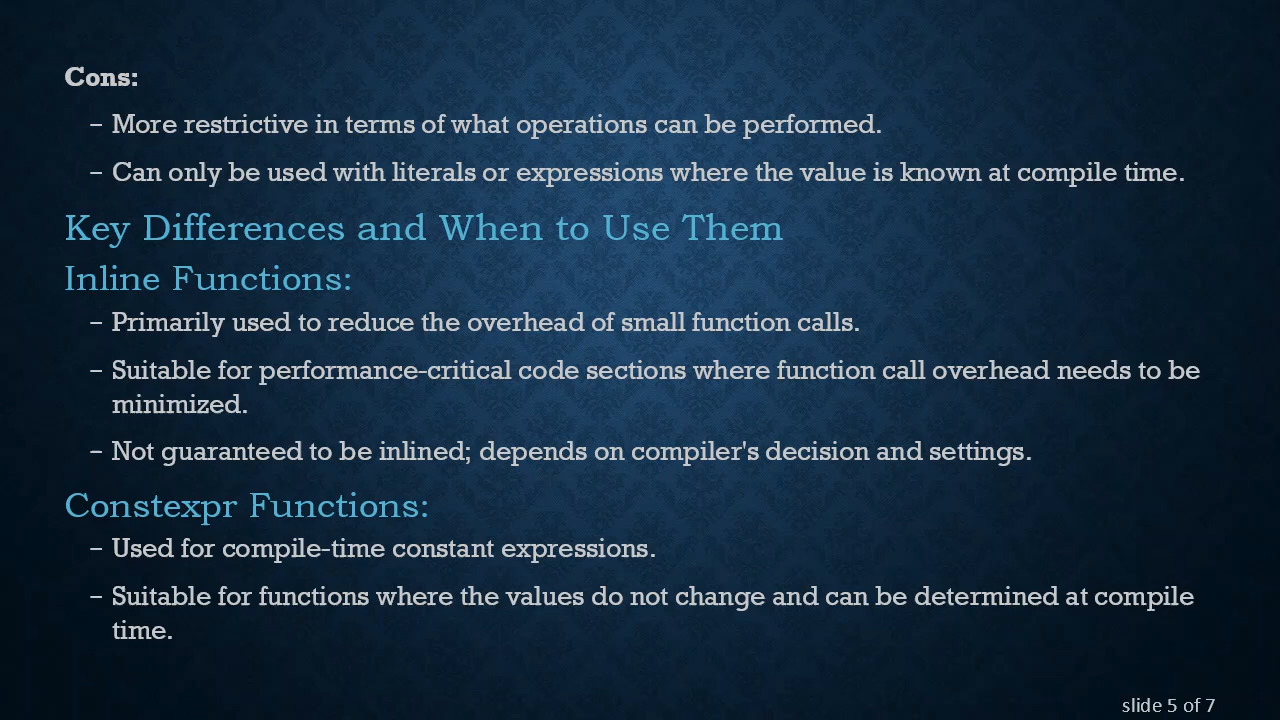 Cons:
– More restrictive in terms of what operations can be performed.
– Can only be used with literals or expressions where the value is known at compile time.
Key Differences and When to Use Them
Inline Functions:
– Primarily used to reduce the overhead of small function calls.
– Suitable for performance-critical code sections where function call overhead needs to be
minimized.
– Not guaranteed to be inlined; depends on compiler's decision and settings.
Constexpr Functions:
– Used for compile-time constant expressions.
– Suitable for functions where the values do not change and can be determined at compile
time.
slide 5 of 7